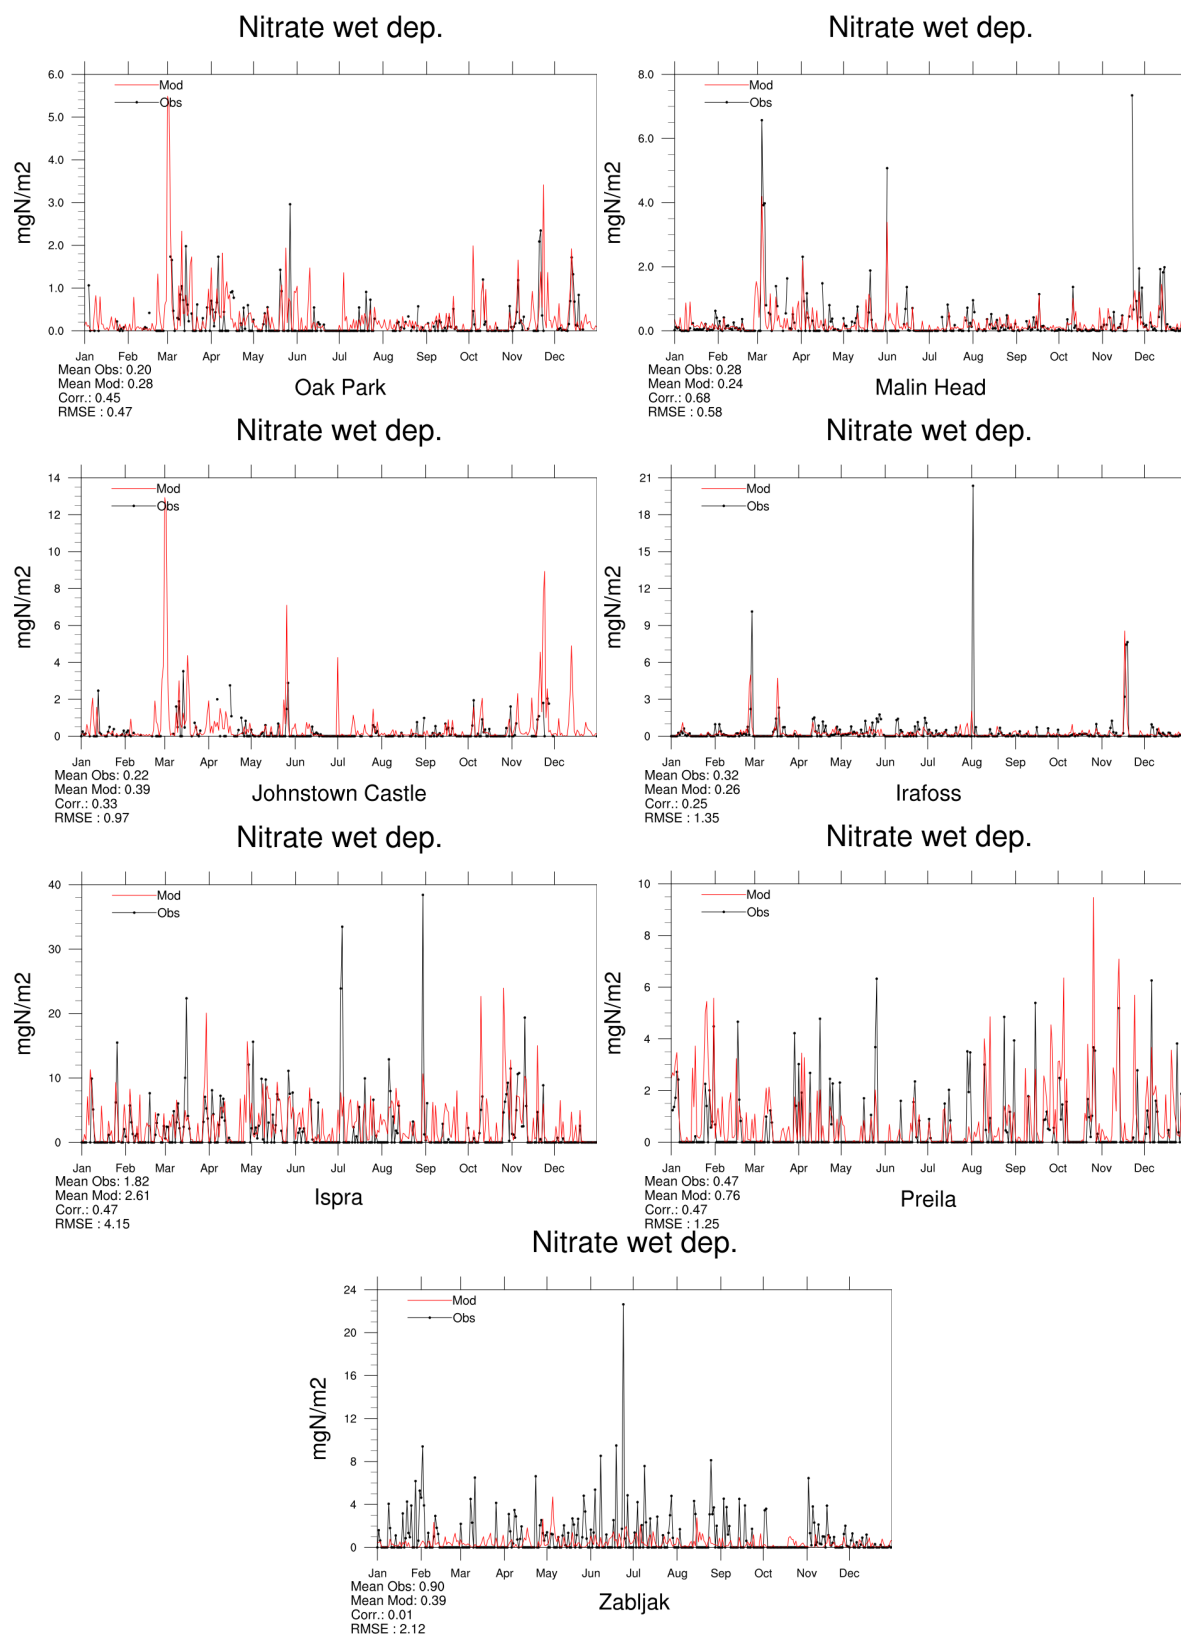 Nitrate wet dep.
mgN/m2
6.0
5.0
4.0
3.0
2.0
1.0
0.0
Mod
Obs
Jan Feb Mar Apr May Jun Jul Aug Sep Oct Nov Dec
Mean Obs: 0.20
Mean Mod: 0.28
Corr.: 0.45
RMSE : 0.47
Oak Park
Nitrate wet dep.
mgN/m2
8.0
6.0
4.0
2.0
0.0
Mod
Obs
Jan Feb Mar Apr May Jun Jul Aug Sep Oct Nov Dec
Mean Obs: 0.28
Mean Mod: 0.24
Corr.: 0.68
RMSE : 0.58
Malin Head
Nitrate wet dep.
mgN/m2
14
12
10
8
6
4
2
0
Mod
Obs
Jan Feb Mar Apr May Jun Jul Aug Sep Oct Nov Dec
Mean Obs: 0.22
Mean Mod: 0.39
Corr.: 0.33
RMSE : 0.97
Johnstown Castle
Nitrate wet dep.
mgN/m2
21
18
15
12
9
6
3
0
Mod
Obs
Jan Feb Mar Apr May Jun Jul Aug Sep Oct Nov Dec
Mean Obs: 0.32
Mean Mod: 0.26
Corr.: 0.25
RMSE : 1.35
Irafoss
Nitrate wet dep.
mgN/m2
40
30
20
10
0
Mod
Obs
Jan Feb Mar Apr May Jun Jul Aug Sep Oct Nov Dec
Mean Obs: 1.82
Mean Mod: 2.61
Corr.: 0.47
RMSE : 4.15
Ispra
Nitrate wet dep.
mgN/m2
10
8
6
4
2
0
Mod
Obs
Jan Feb Mar Apr May Jun Jul Aug Sep Oct Nov Dec
Mean Obs: 0.47
Mean Mod: 0.76
Corr.: 0.47
RMSE : 1.25
Preila
Nitrate wet dep.
mgN/m2
24
20
16
12
8
4
0
Mod
Obs
Jan Feb Mar Apr May Jun Jul Aug Sep Oct Nov Dec
Mean Obs: 0.90
Mean Mod: 0.39
Corr.: 0.01
RMSE : 2.12
Zabljak